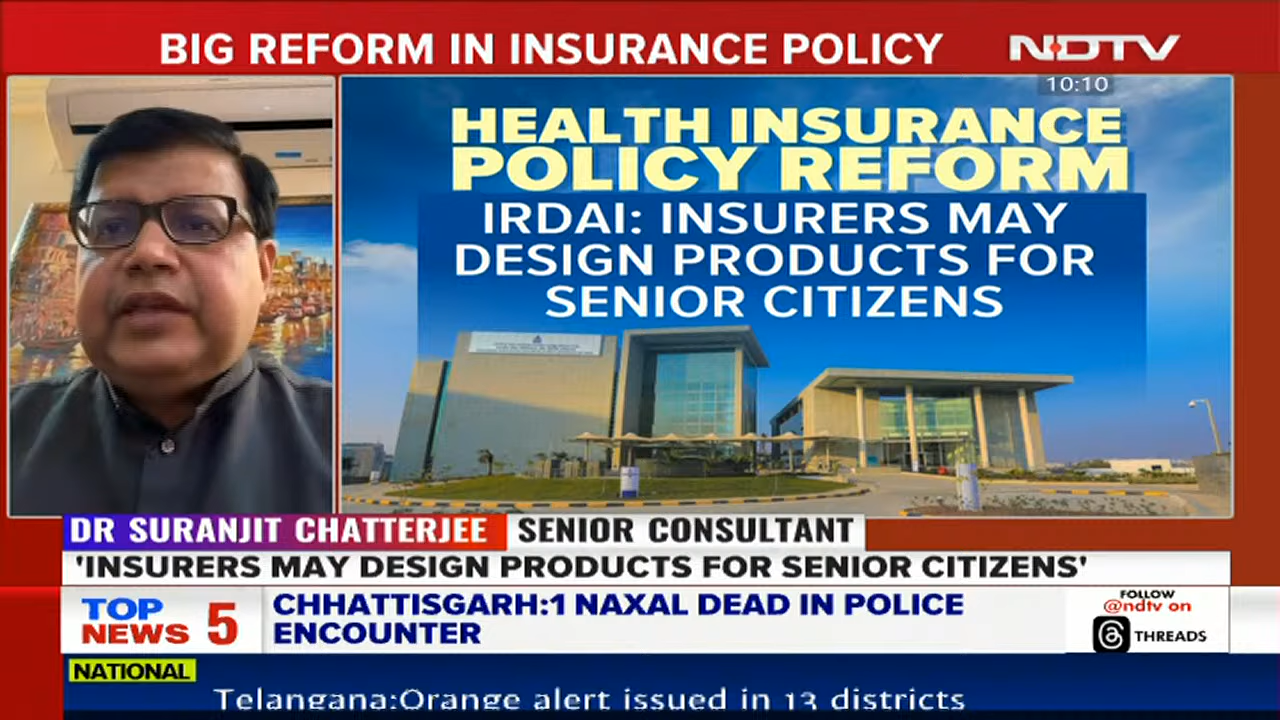 BIG REFORM IN INSURANCE POLICY
NDTV
10:10
HEALTH INSURANCE
POLICY REFORM
IRDAI: INSURERS MAY
DESIGN PRODUCTS FOR
SENIOR CITIZENS
DR SURANJIT CHATTERJEE
SENIOR CONSULTANT
'INSURERS MAY DESIGN PRODUCTS FOR SENIOR CITIZENS'
TOP
NEWS 5
CHHATTISGARH:1 NAXAL DEAD IN POLICE
ENCOUNTER
FOLLOW
@ndtv on
THREADS
NATIONAL
Telangana:Orange alert issued in 13 districts